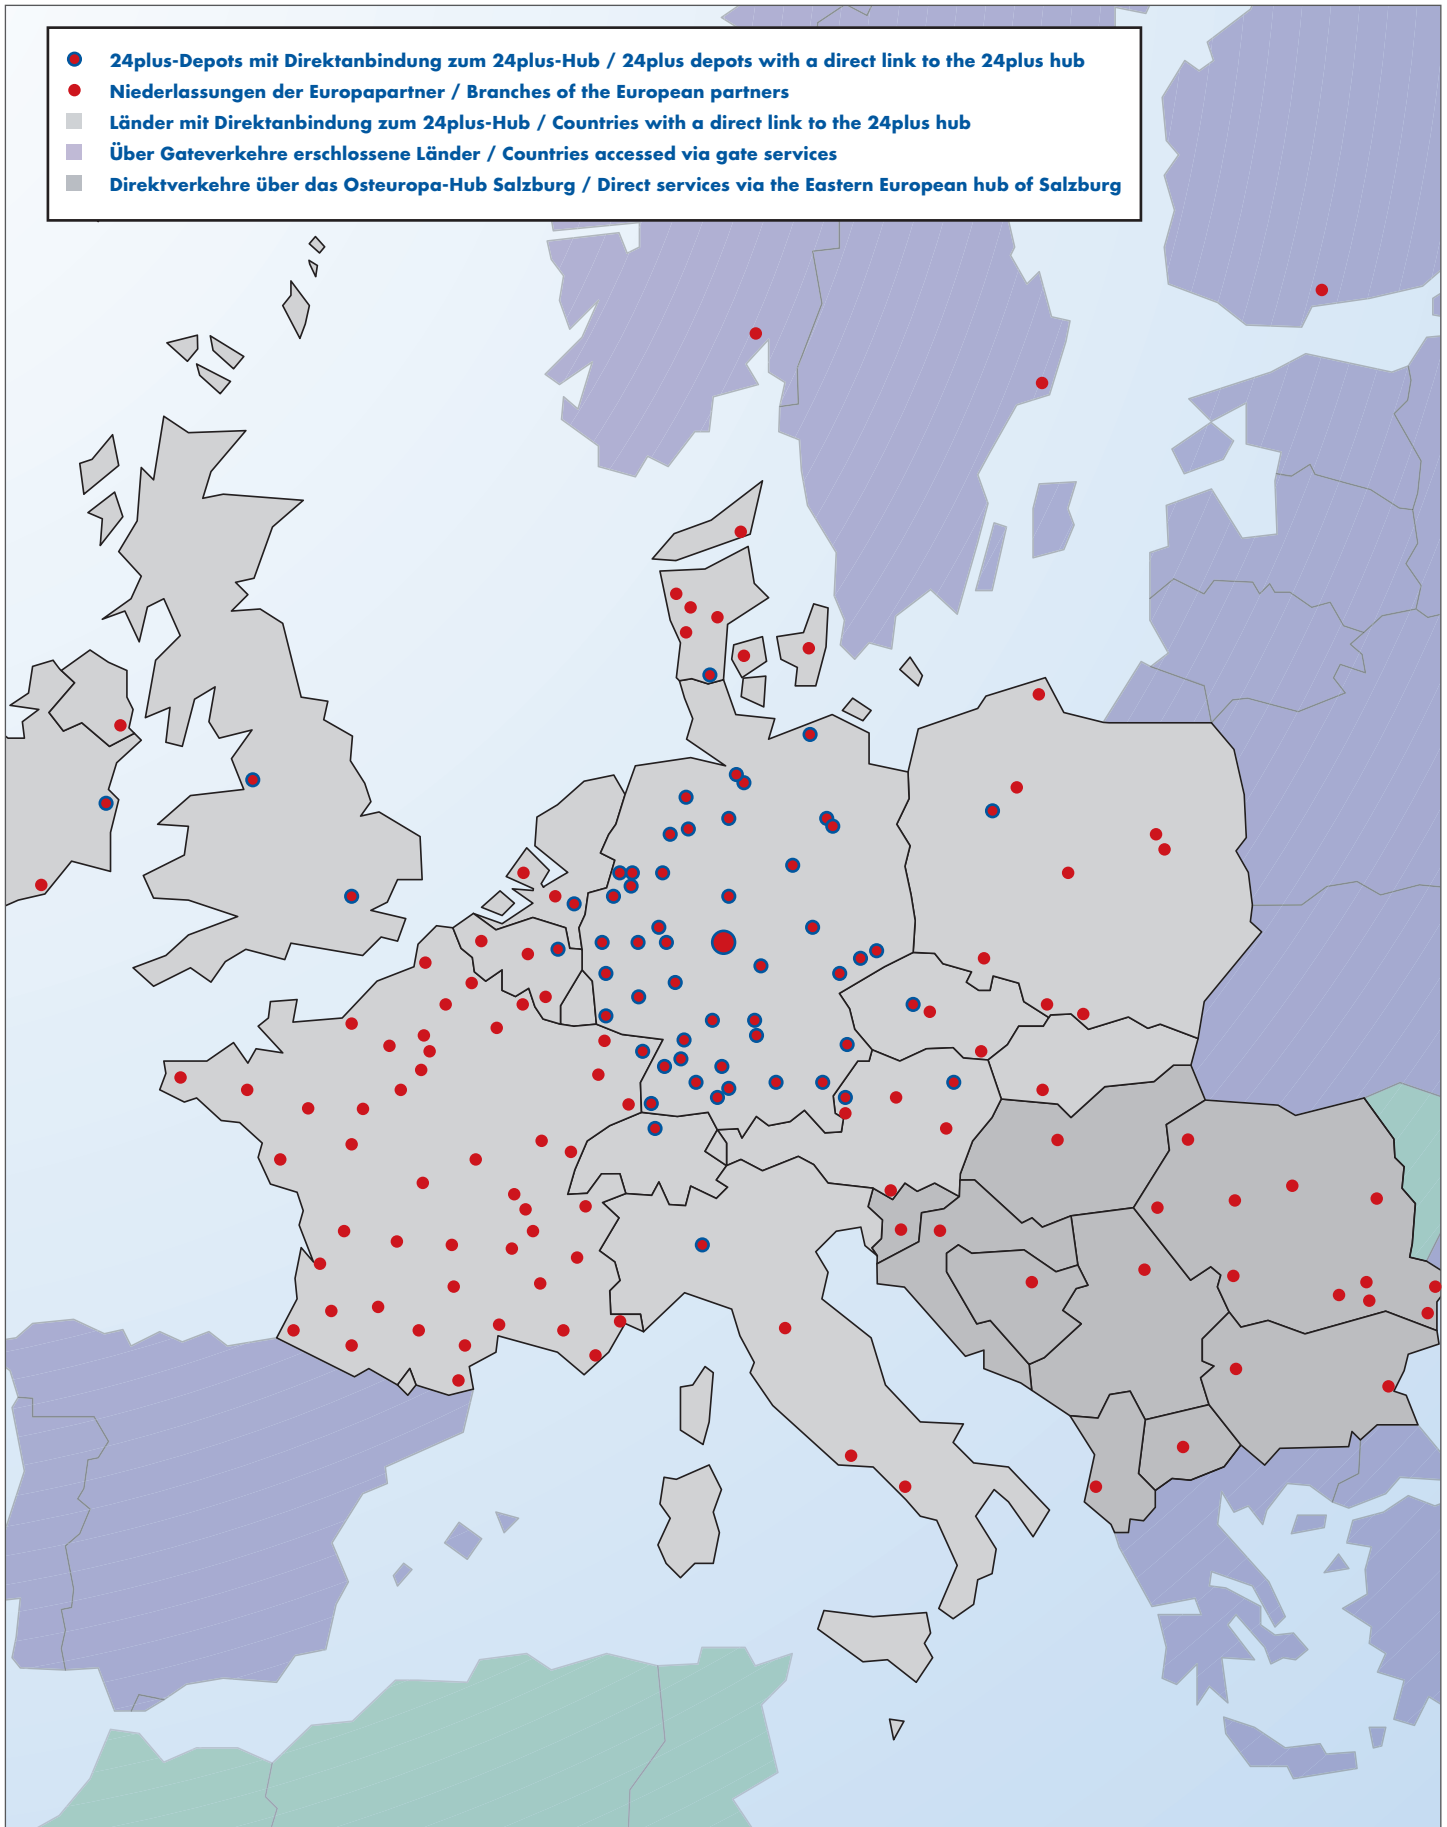 24plus-Depots mit Direktanbindung zum 24plus-Hub / 24plus depots with a direct link to the 24plus hub
Niederlassungen der Europapartner / Branches of the European partners
Länder mit Direktanbindung zum 24plus-Hub / Countries with a direct link to the 24plus hub
Über Gateverkehre erschlossene Länder / Countries accessed via gate services
Direktverkehre über das Osteuropa-Hub Salzburg / Direct services via the Eastern European hub of Salzburg